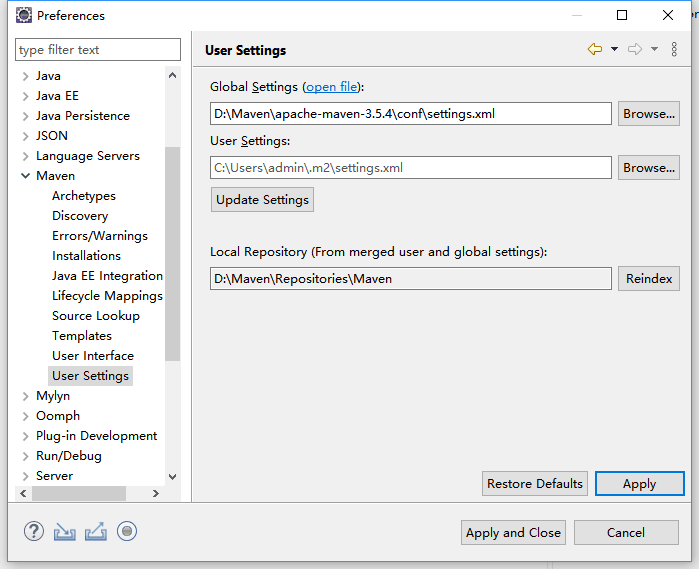 Preferences
type filter text
Java
Java EE
Java Persistence
JSON
Language Servers
Maven
Archetypes
Discovery
Errors/Warnings
Installations
Java EE Integration
Lifecycle Mappings
Source Lookup
Templates
User Interface
User Settings
Mylyn
Oomph
Plug-in Development
Run/Debug
Server
User Settings
Global Settings (open file):
D:\Maven\apache-maven-3.5.4\conf\settings.xml
Browse...
User Settings:
C:\Users\admin\.m2\settings.xml
Browse...
Update Settings
Local Repository (From merged user and global settings):
D:\Maven\Repositories\Maven
Reindex
Restore Defaults
Apply
Apply and Close
Cancel